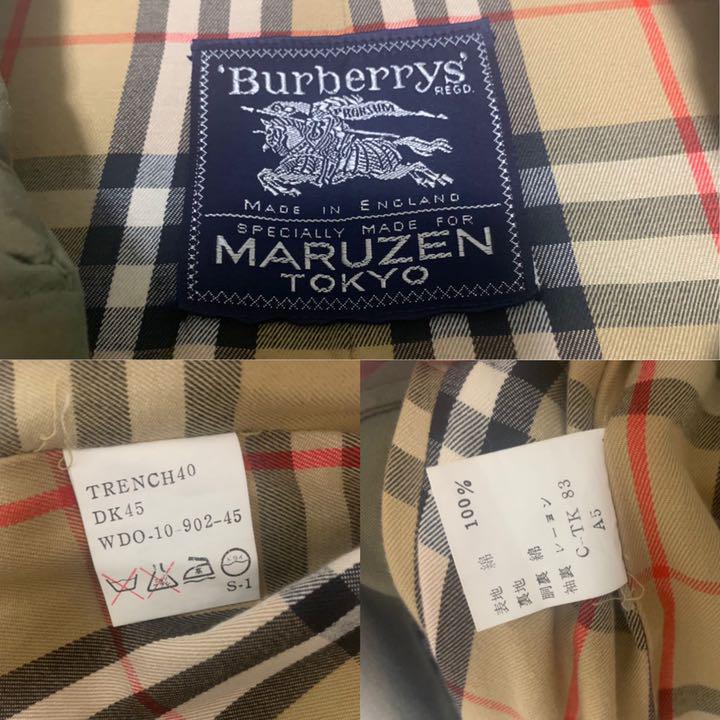 'Burberrys'
REGD.
PRORSUM
MADE IN ENGLAND
SPECIALLY MADE FOR
MARUZEN
TOKYO
TRENCH40
DK45
WDO-10-902-45
S-1
表地 綿 100%
裏地
胴裏 綿
袖裏 レーヨン
C-TK 83
A5